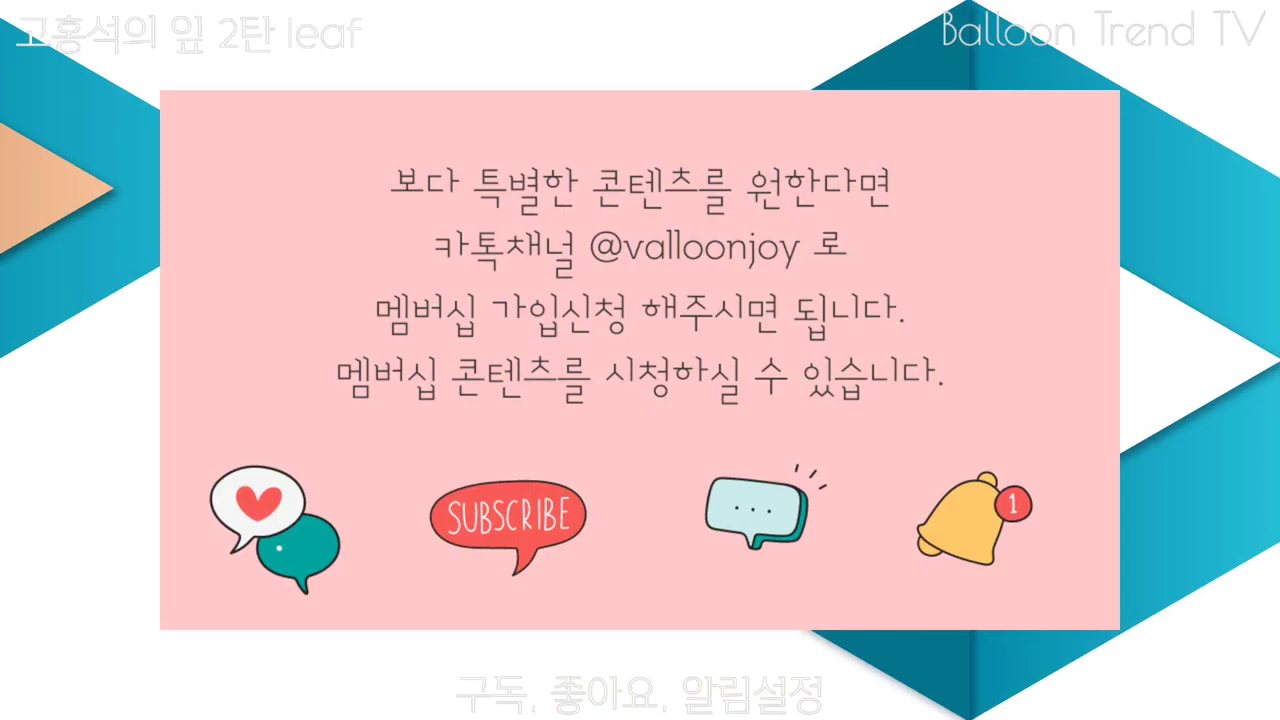 고홍석의 잎 2탄 leaf
Balloon Trend TV
보다 특별한 콘텐츠를 원한다면
카톡채널 @valloonjoy 로
멤버십 가입신청 해주시면 됩니다.
멤버십 콘텐츠를 시청하실 수 있습니다.
SUBSCRIBE
1
구독, 좋아요, 알림설정